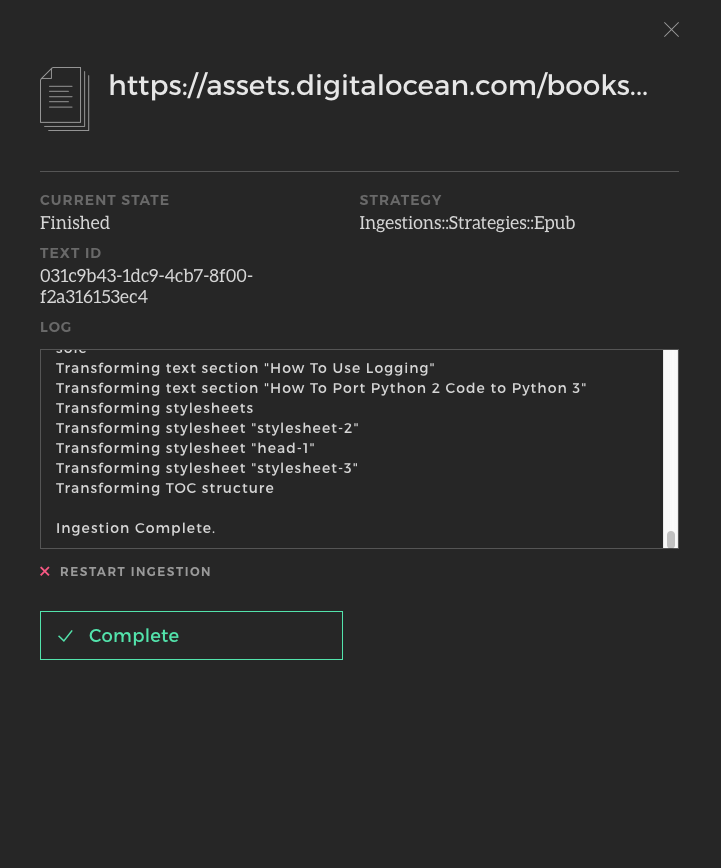 https://assets.digitalocean.com/books...
CURRENT STATE
Finished
STRATEGY
Ingestions::Strategies::Epub
TEXT ID
031c9b43-1dc9-4cb7-8f00-
f2a316153ec4
LOG
Transforming text section "How To Use Logging"
Transforming text section "How To Port Python 2 Code to Python 3"
Transforming stylesheets
Transforming stylesheet "stylesheet-2"
Transforming stylesheet "head-1"
Transforming stylesheet "stylesheet-3"
Transforming TOC structure
Ingestion Complete.
RESTART INGESTION
Complete